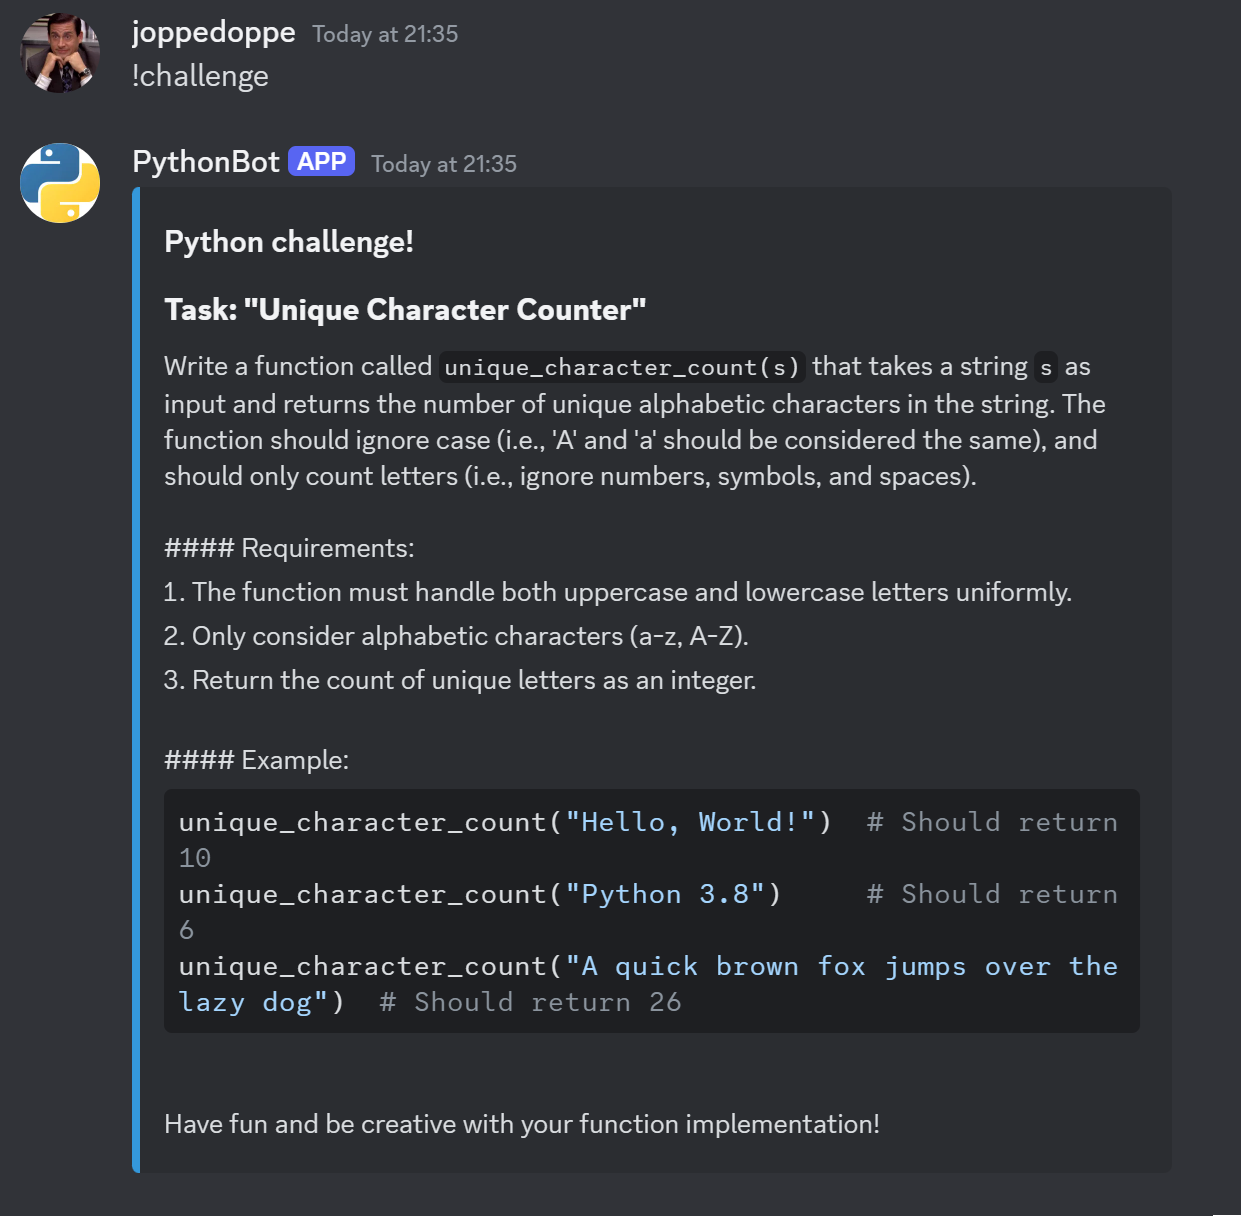 joppedoppe Today at 21:35
!challenge
PythonBot APP Today at 21:35
Python challenge!
Task: "Unique Character Counter"
Write a function called unique_character_count(s) that takes a string s as
input and returns the number of unique alphabetic characters in the string. The
function should ignore case (i.e., 'A' and 'a' should be considered the same), and
should only count letters (i.e., ignore numbers, symbols, and spaces).
#### Requirements:
1. The function must handle both uppercase and lowercase letters uniformly.
2. Only consider alphabetic characters (a-z, A-Z).
3. Return the count of unique letters as an integer.
#### Example:
unique_character_count("Hello, World!")  # Should return
10
unique_character_count("Python 3.8")     # Should return
6
unique_character_count("A quick brown fox jumps over the
lazy dog")  # Should return 26
Have fun and be creative with your function implementation!